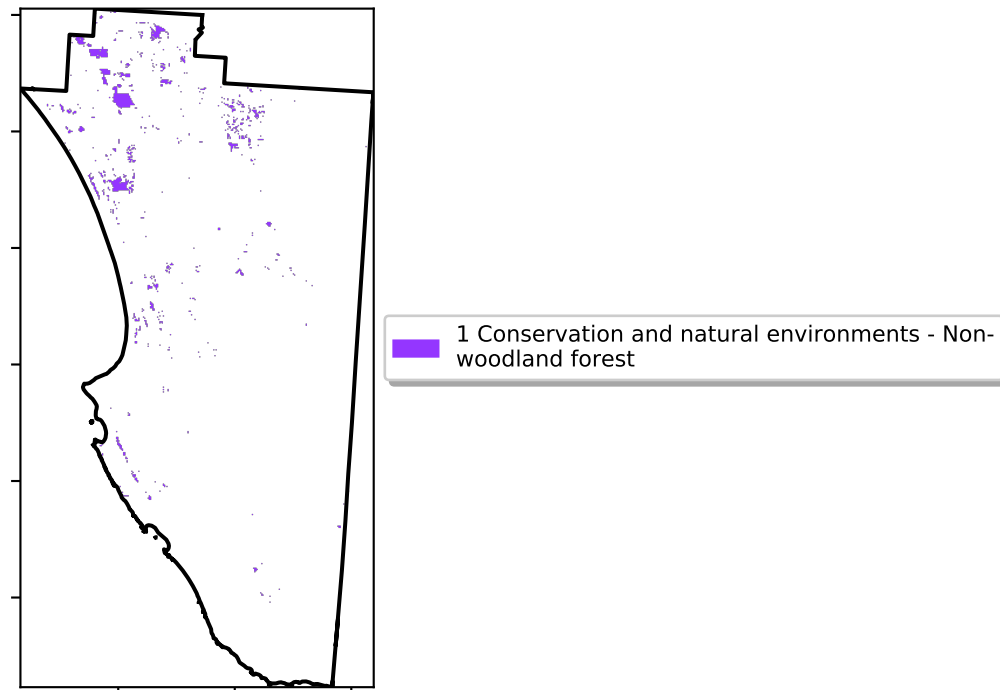 1 Conservation and natural environments - Non-
woodland forest